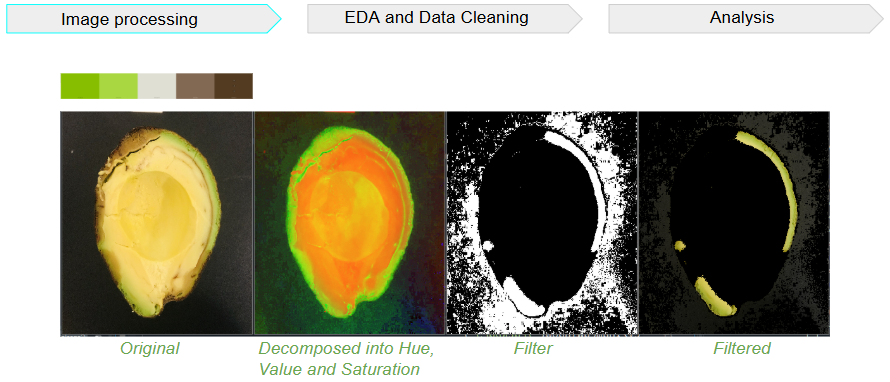 Image processing
EDA and Data Cleaning
Analysis
Original
Decomposed into Hue,
Value and Saturation
Filter
Filtered